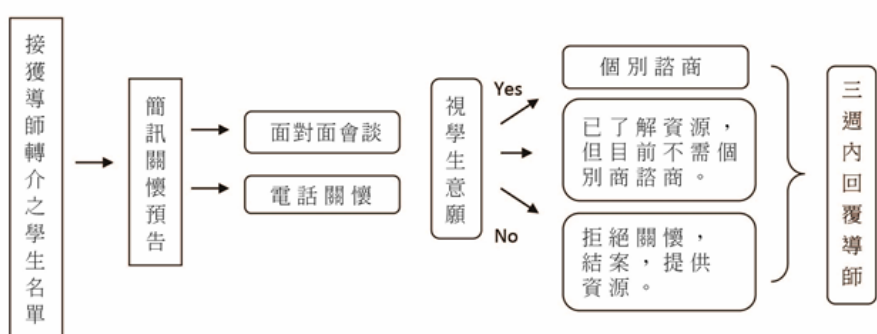 接獲導師轉介之學生名單
簡訊關懷預告
面對面會談
電話關懷
視學生意願
Yes
No
個別諮商
已了解資源，
但目前不需個
別商諮商。
拒絕關懷，
結案，提供
資源。
三週內回覆導師